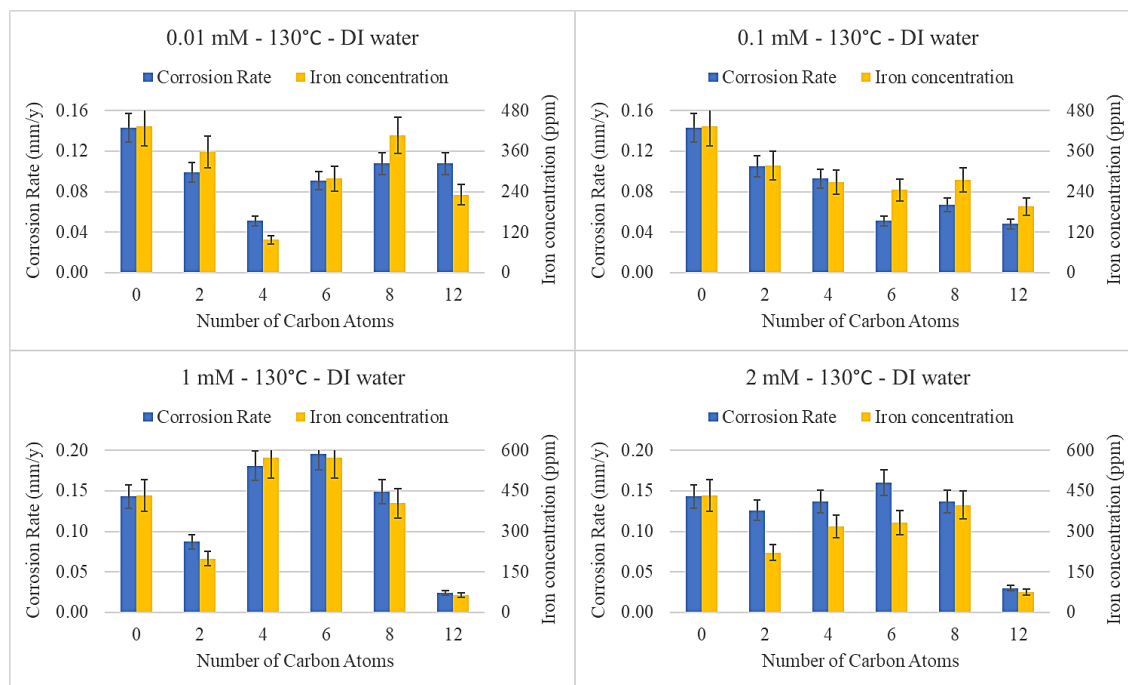 0.01 mM - 130°C - DI water
Corrosion Rate Iron concentration
Corrosion Rate (mm/y)
0.16
0.12
0.08
0.04
0.00
480
360
240
120
0
Iron concentration (ppm)
0 2 4 6 8 12
Number of Carbon Atoms
0.1 mM - 130°C - DI water
Corrosion Rate Iron concentration
Corrosion Rate (mm/y)
0.16
0.12
0.08
0.04
0.00
480
360
240
120
0
Iron concentration (ppm)
0 2 4 6 8 12
Number of Carbon Atoms
1 mM - 130°C - DI water
Corrosion Rate Iron concentration
Corrosion Rate (mm/y)
0.20
0.15
0.10
0.05
0.00
600
450
300
150
0
Iron concentration (ppm)
0 2 4 6 8 12
Number of Carbon Atoms
2 mM - 130°C - DI water
Corrosion Rate Iron concentration
Corrosion Rate (mm/y)
0.20
0.15
0.10
0.05
0.00
600
450
300
150
0
Iron concentration (ppm)
0 2 4 6 8 12
Number of Carbon Atoms